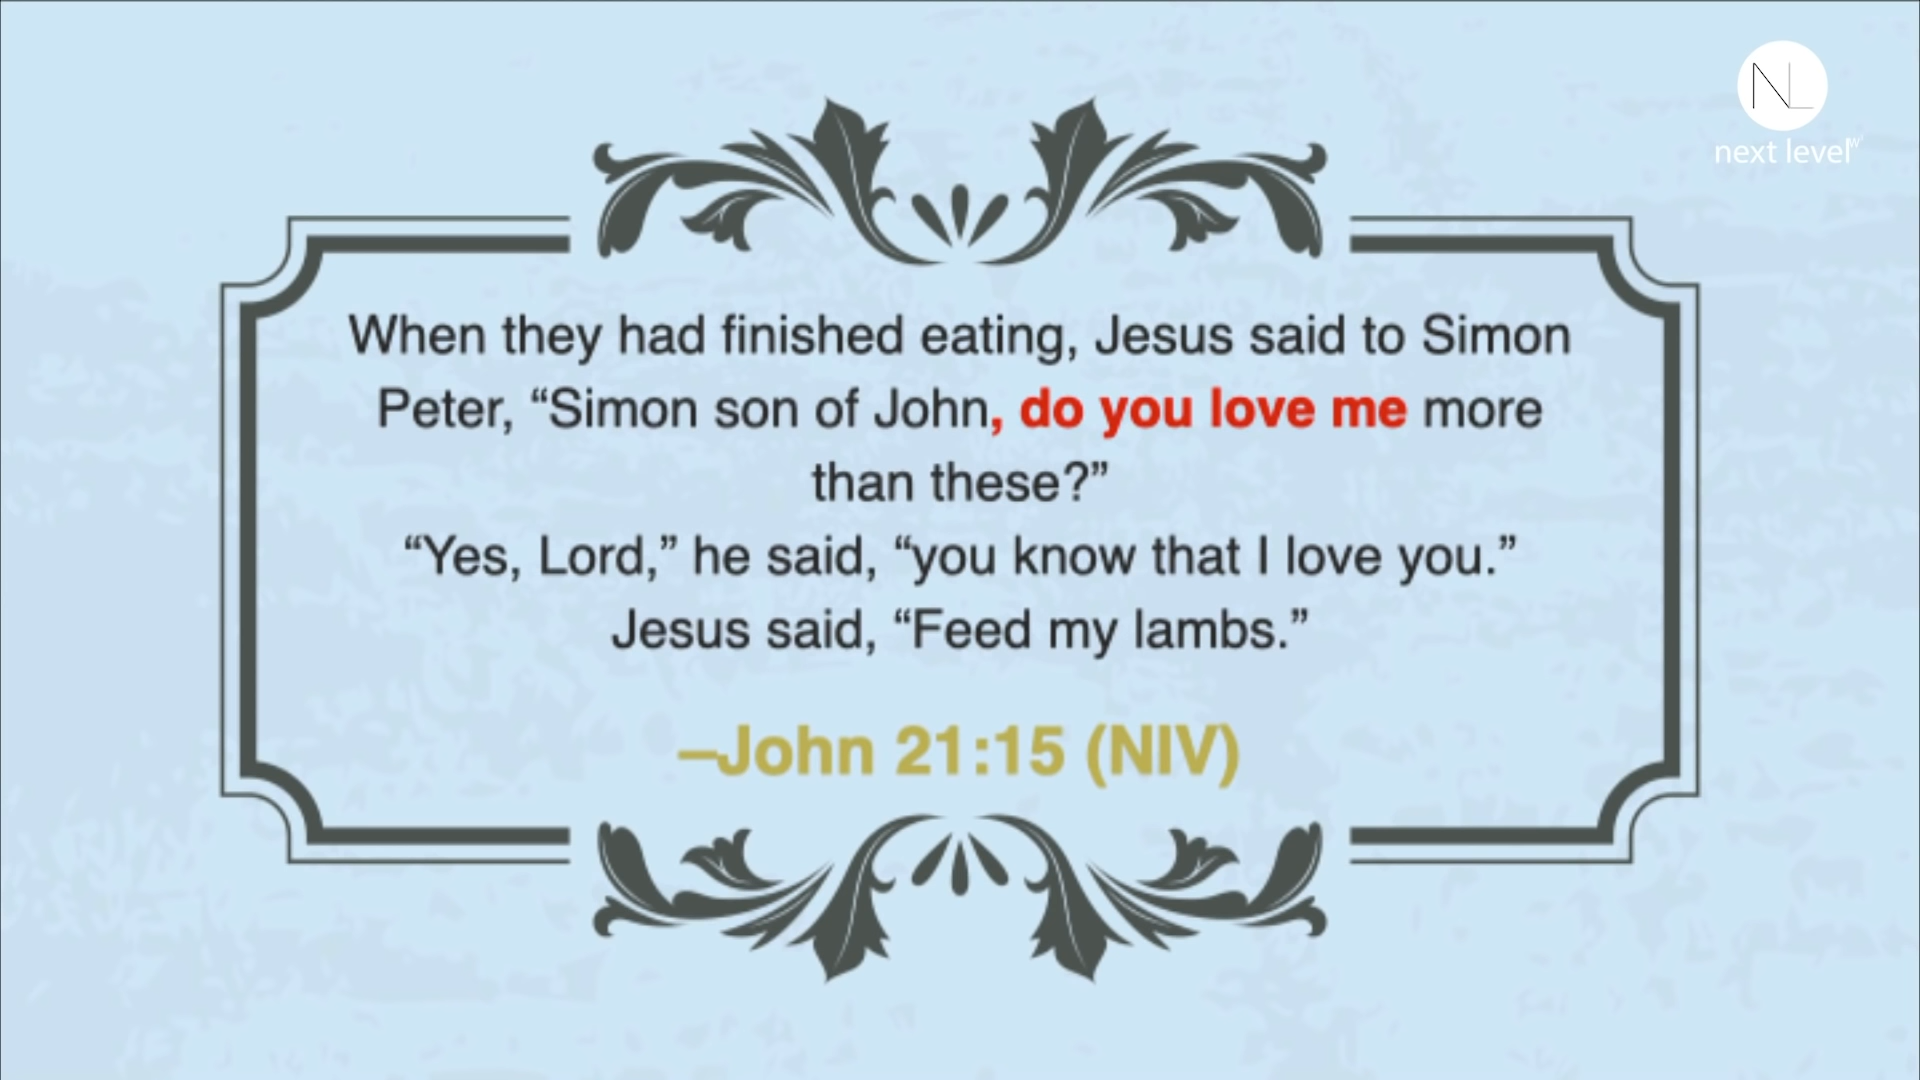 NL
next level
When they had finished eating, Jesus said to Simon
Peter, “Simon son of John, do you love me more
than these?”
“Yes, Lord,” he said, “you know that I love you.”
Jesus said, “Feed my lambs.”
–John 21:15 (NIV)